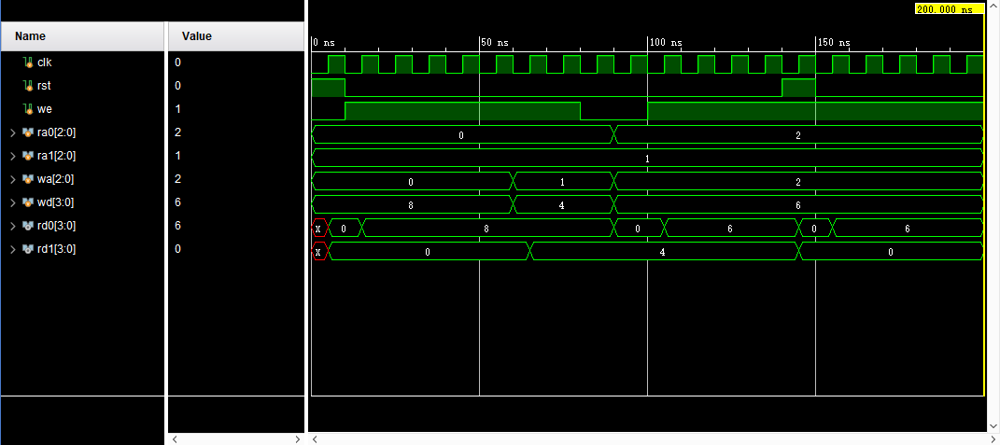 200.000 ns
Name Value
0 ns 50 ns 100 ns 150 ns
clk 0
rst 0
we 1
ra0[2:0] 2 0 2
ra1[2:0] 1 1
wa[2:0] 2 0 1 2
wd[3:0] 6 8 4 6
rd0[3:0] 6 X 0 8 0 6 0 6
rd1[3:0] 0 X 0 4 0